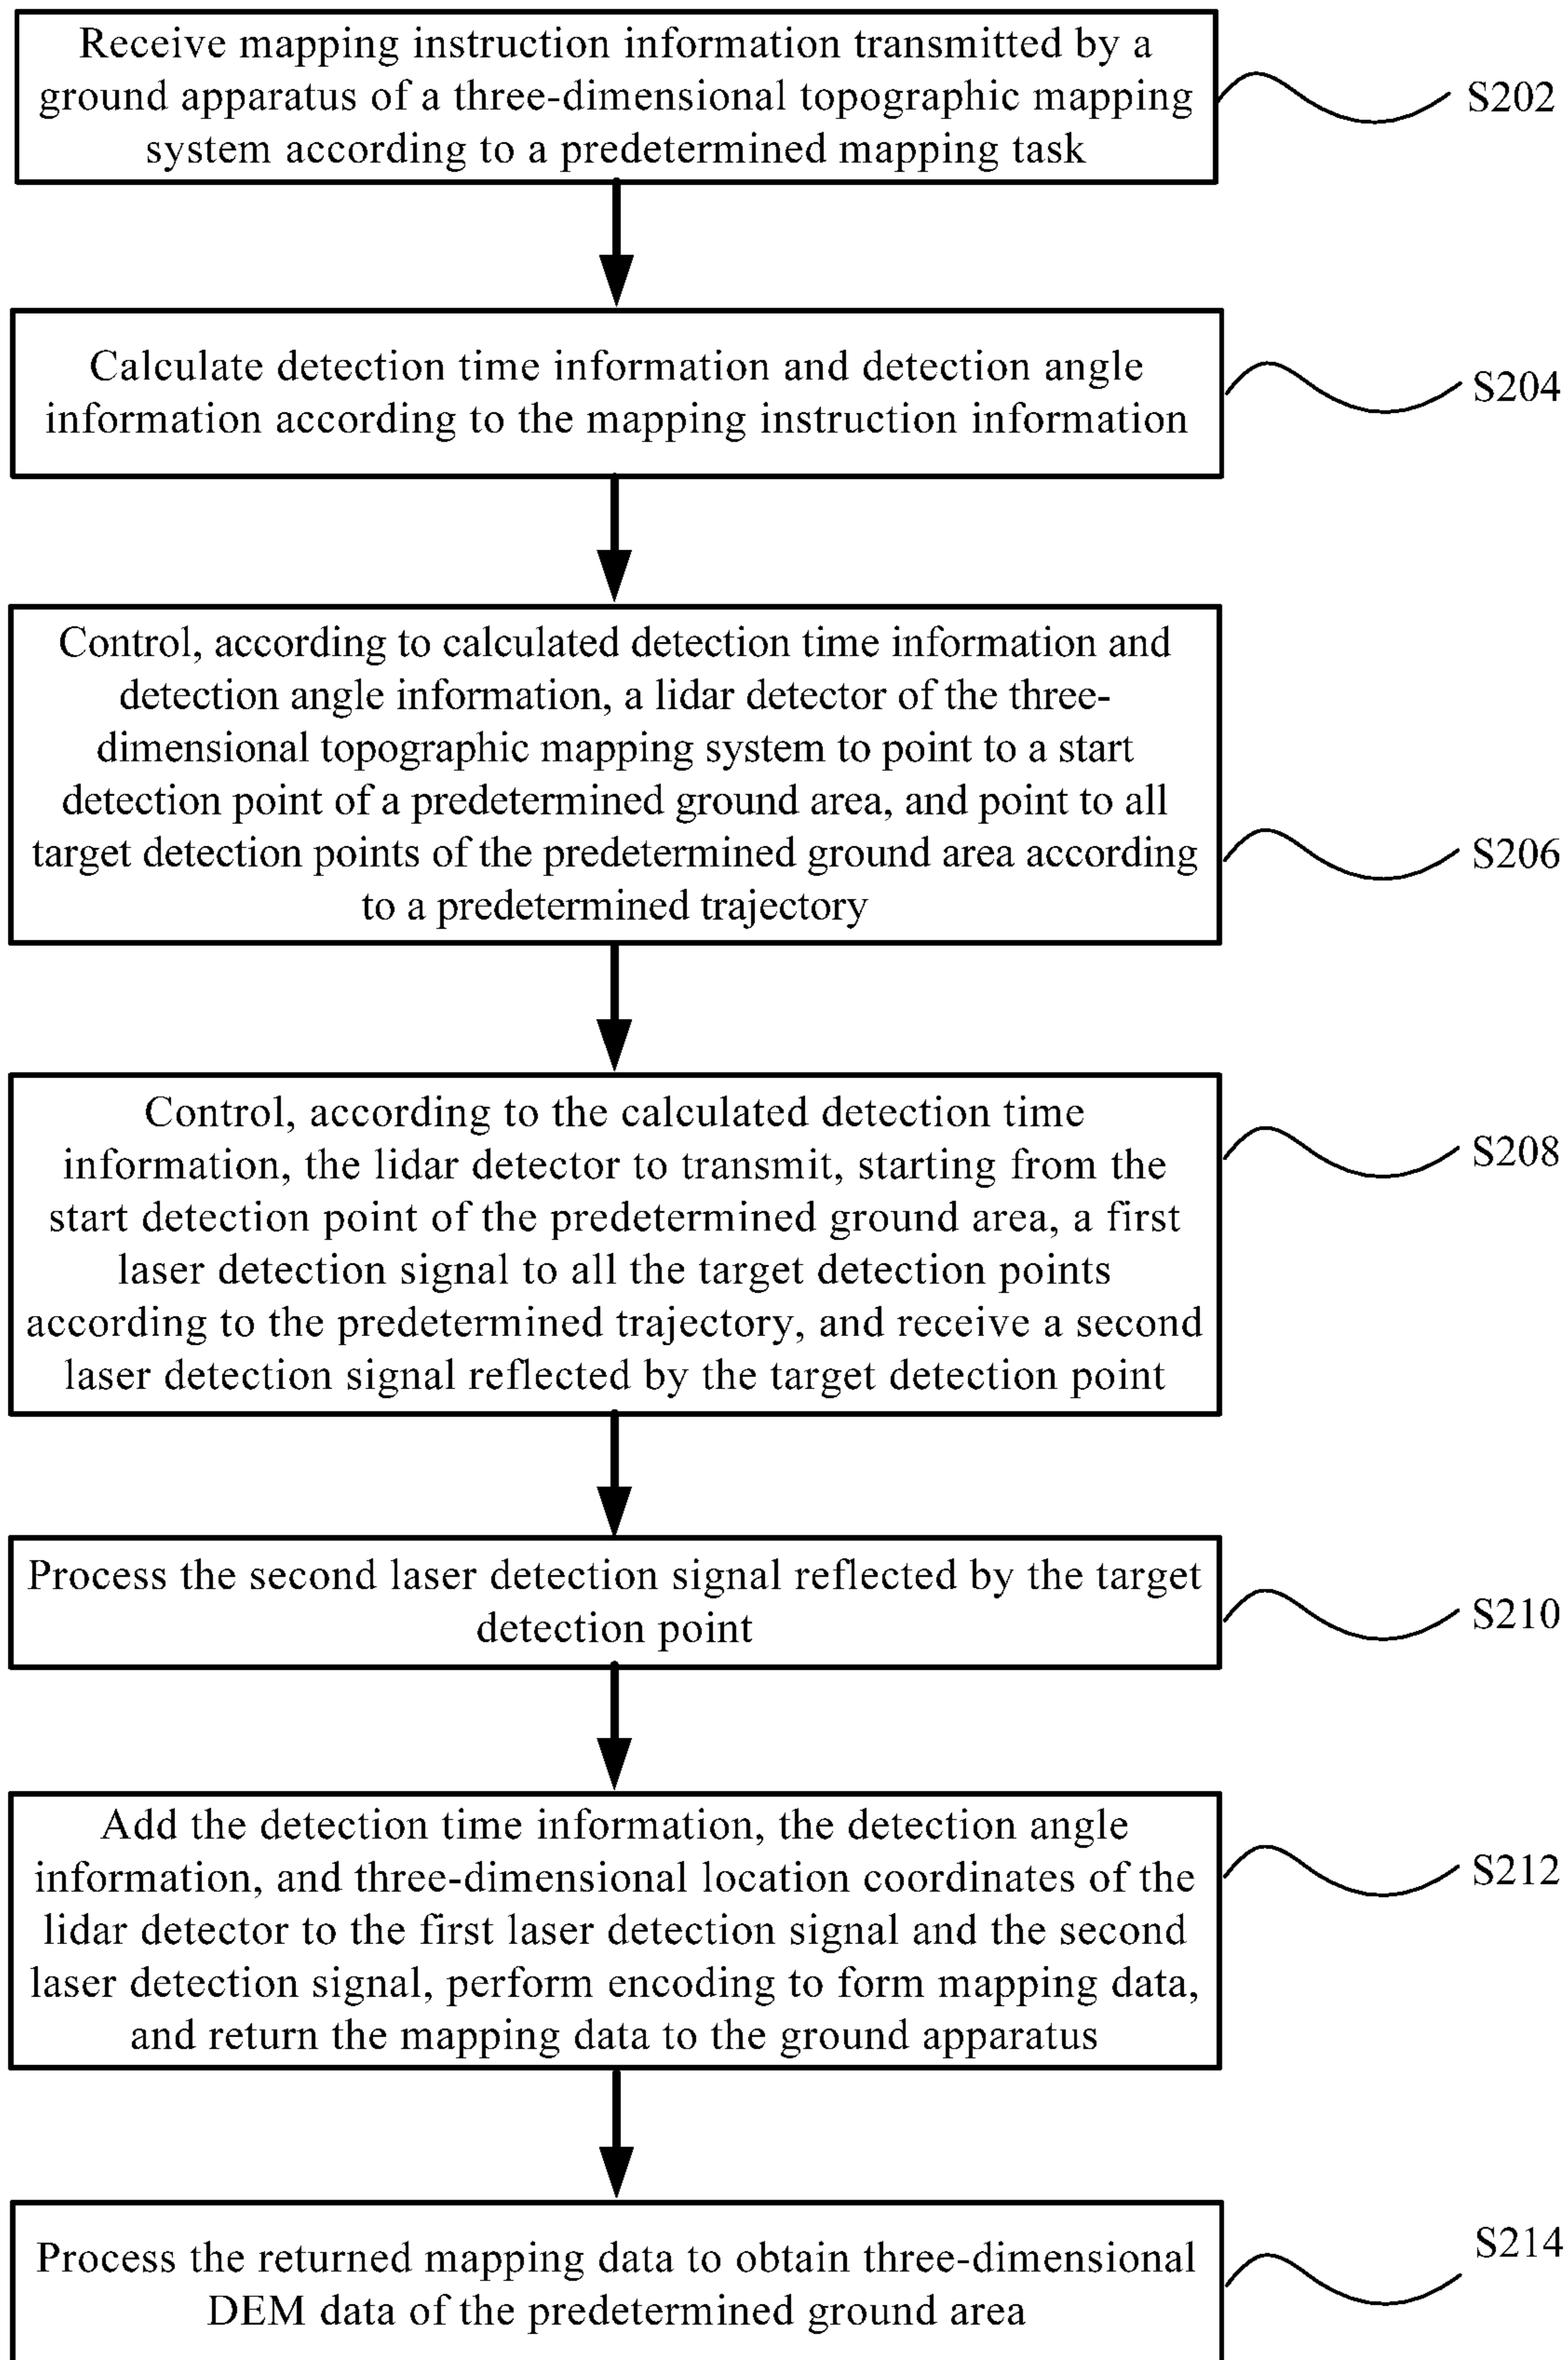 Receive mapping instruction information transmitted by a
ground apparatus of a three-dimensional topographic mapping
system according to a predetermined mapping task
S202
Calculate detection time information and detection angle
information according to the mapping instruction information
S204
Control, according to calculated detection time information and
detection angle information, a lidar detector of the three-
dimensional topographic mapping system to point to a start
detection point of a predetermined ground area, and point to all
target detection points of the predetermined ground area according
to a predetermined trajectory
S206
Control, according to the calculated detection time
information, the lidar detector to transmit, starting from the
start detection point of the predetermined ground area, a first
laser detection signal to all the target detection points
according to the predetermined trajectory, and receive a second
laser detection signal reflected by the target detection point
S208
Process the second laser detection signal reflected by the target
detection point
S210
Add the detection time information, the detection angle
information, and three-dimensional location coordinates of the
lidar detector to the first laser detection signal and the second
laser detection signal, perform encoding to form mapping data,
and return the mapping data to the ground apparatus
S212
Process the returned mapping data to obtain three-dimensional
DEM data of the predetermined ground area
S214